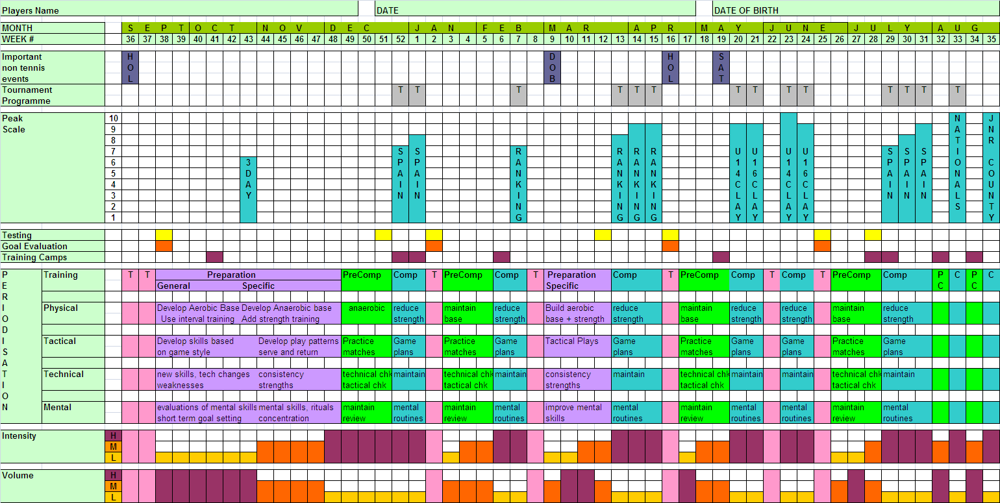 Players Name DATE DATE OF BIRTH
MONTH S E P T O C T N O V D E C J A N F E B M A R A P R M A Y J U N E J U L Y A U G
WEEK # 36 37 38 39 40 41 42 43 44 45 46 47 48 49 50 51 52 1 2 3 4 5 6 7 8 9 10 11 12 13 14 15 16 17 18 19 20 21 22 23 24 25 26 27 28 29 30 31 32 33 34 35
Important non tennis events HOL DOB HOL SAT
Tournament Programme T T T T T T T T T T T T T T
Peak Scale 10 9 8 7 6 5 4 3 2 1
3 DAY SPAIN SPAIN RANKING RANKING RANKING RANKING U14CLAY U16CLAY U14CLAY U16CLAY SPAIN SPAIN SPAIN NATIONALS JNR COUNTY
Testing
Goal Evaluation
Training Camps
PERIODISATION
Training T T Preparation PreComp Comp T PreComp Comp T Preparation Comp T PreComp Comp T Comp T PreComp Comp P C P C
General Specific Specific C C
Physical Develop Aerobic Base Develop Anaerobic base anaerobic reduce maintain reduce Build aerobic reduce maintain reduce reduce maintain reduce
Use interval training Add strength training strength base strength base + strength strength base strength strength base strength
Tactical Develop skills based Develop play patterns Practice Game Practice Game Tactical Plays Game Practice Game Game Practice Game
on game style serve and return matches plans matches plans plans matches plans plans matches plans
Technical new skills, tech changes consistency technical chk maintain technical chk maintain consistency maintain technical chk maintain maintain technical chk maintain
weaknesses strengths tactical chk tactical chk strengths tactical chk tactical chk
Mental evaluations of mental skills mental skills, rituals maintain mental maintain mental improve mental mental maintain mental mental maintain mental
short term goal setting concentration review routines review routines skills routines review routines routines review routines
Intensity H
M
L
Volume H
M
L